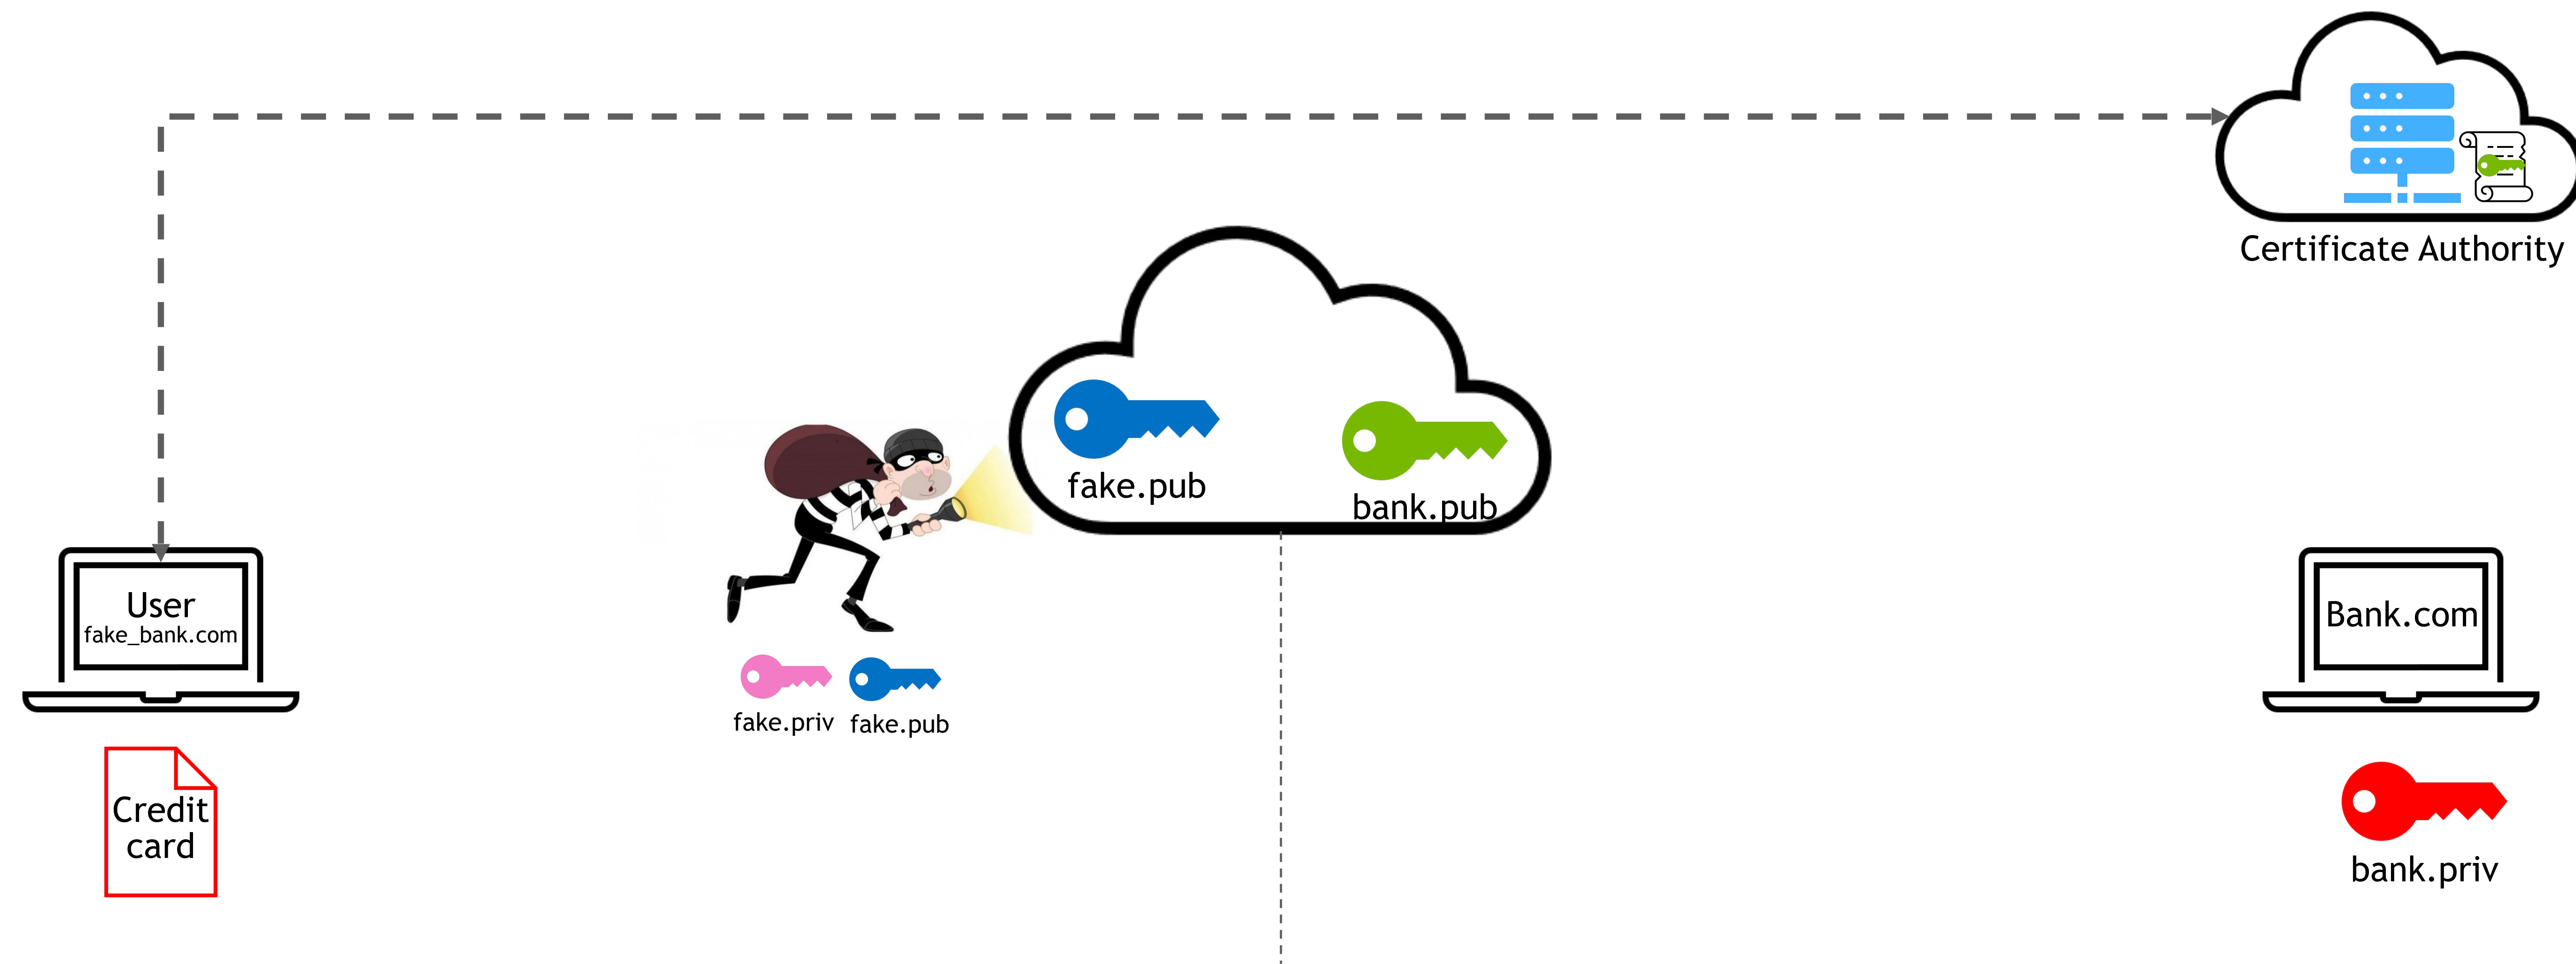 Certificate Authority
fake.pub
bank.pub
User
fake_bank.com
Bank.com
fake.priv
fake.pub
Credit
card
bank.priv